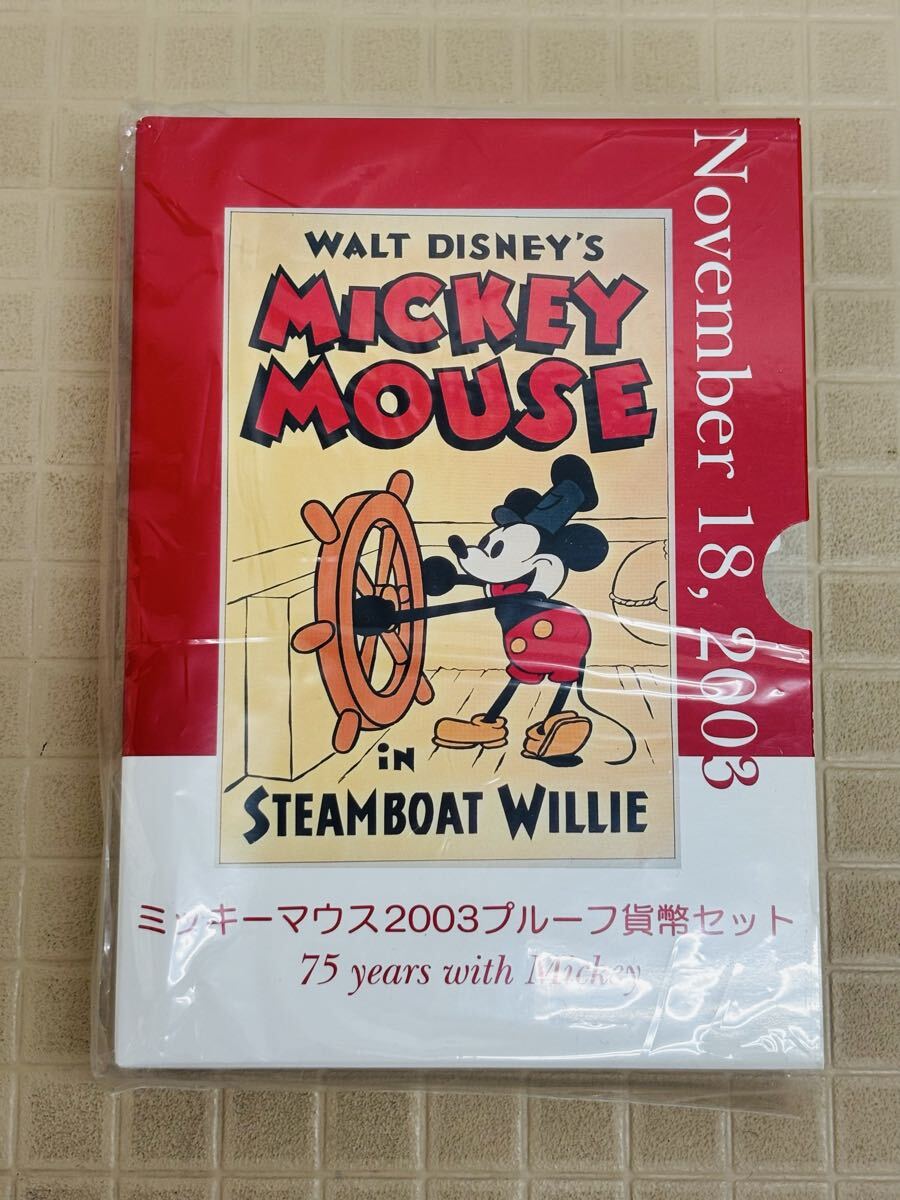 WALT DISNEY'S
MICKEY
MOUSE
iN
STEAMBOAT WILLIE
November 18, 2003
ミッキーマウス2003プルーフ貨幣セット
75 years with Mickey